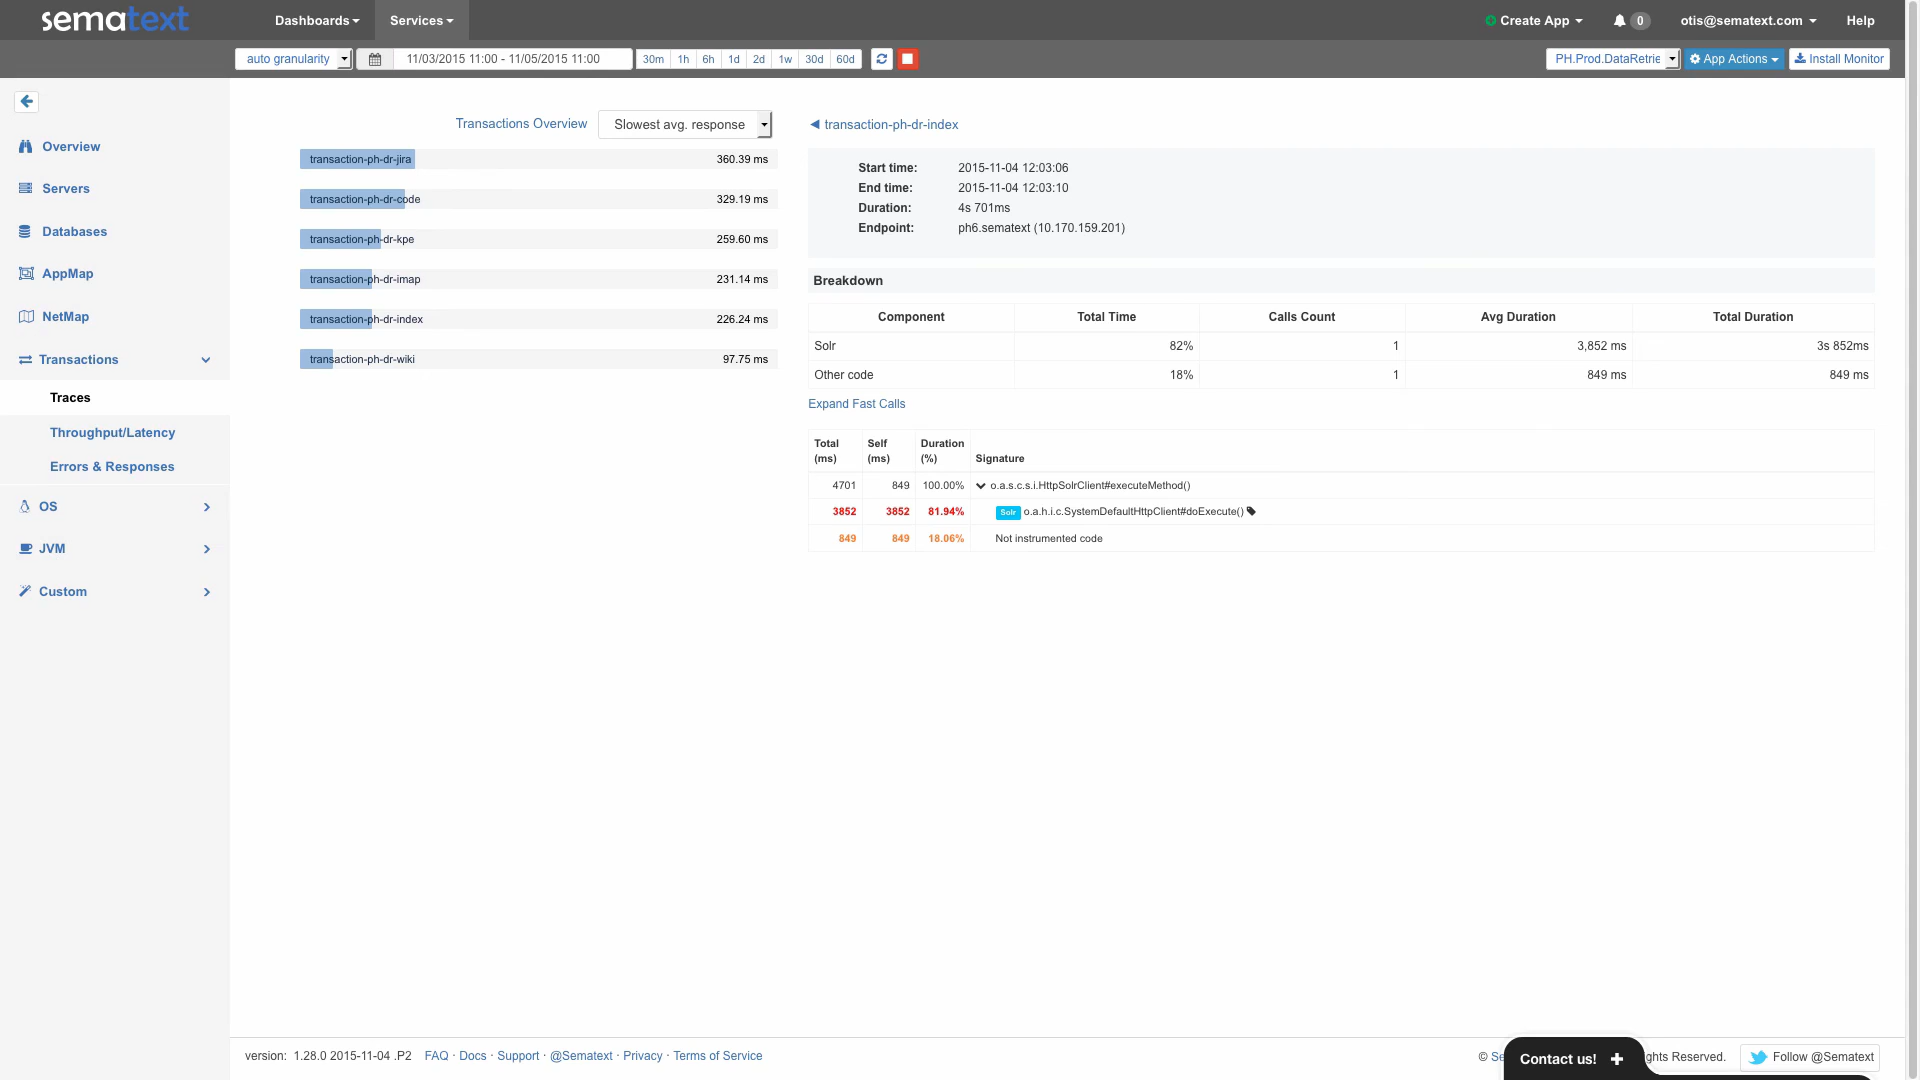 sematext
Dashboards
Services
Create App
0
otis@sematext.com
Help
auto granularity
11/03/2015 11:00 - 11/05/2015 11:00
30m 1h 6h 1d 2d 1w 30d 60d
PH.Prod.DataRetrie
App Actions
Install Monitor
Overview
Servers
Databases
AppMap
NetMap
Transactions
Traces
Throughput/Latency
Errors & Responses
OS
JVM
Custom
Transactions Overview
Slowest avg. response
transaction-ph-dr-jira 360.39 ms
transaction-ph-dr-code 329.19 ms
transaction-ph-dr-kpe 259.60 ms
transaction-ph-dr-imap 231.14 ms
transaction-ph-dr-index 226.24 ms
transaction-ph-dr-wiki 97.75 ms
transaction-ph-dr-index
Start time: 2015-11-04 12:03:06
End time: 2015-11-04 12:03:10
Duration: 4s 701ms
Endpoint: ph6.sematext (10.170.159.201)
Breakdown
Component Total Time Calls Count Avg Duration Total Duration
Solr 82% 1 3,852 ms 3s 852ms
Other code 18% 1 849 ms 849 ms
Expand Fast Calls
Total Self Duration
(ms) (ms) (%) Signature
4701 849 100.00% o.a.s.c.s.i.HttpSolrClient#executeMethod()
3852 3852 81.94% Solr o.a.h.i.c.SystemDefaultHttpClient#doExecute()
849 849 18.06% Not instrumented code
version: 1.28.0 2015-11-04 .P2 FAQ · Docs · Support · @Sematext · Privacy · Terms of Service
© Se
Contact us! +
ghts Reserved.
Follow @Sematext